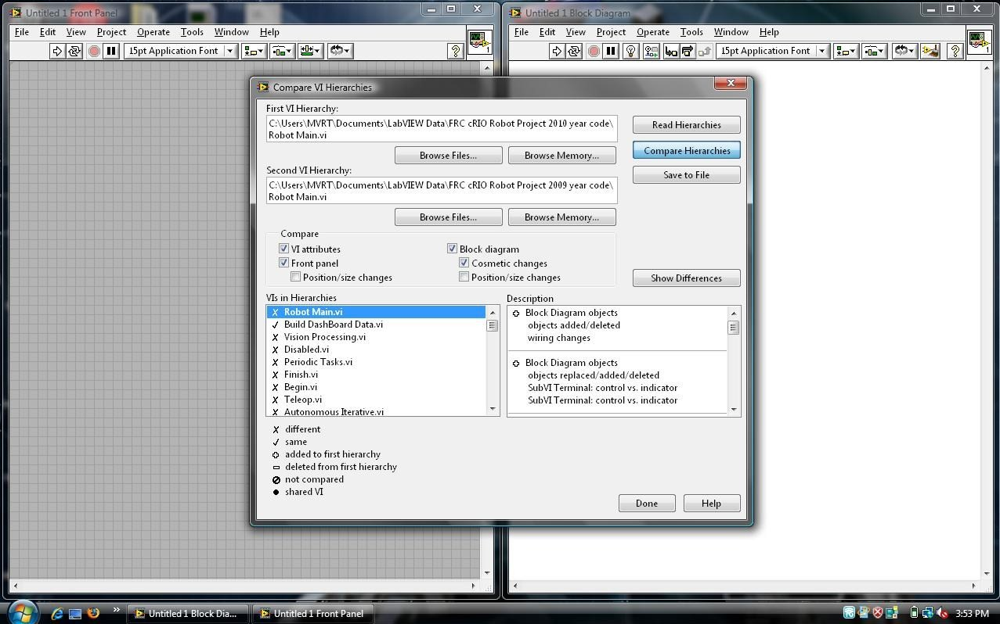 Untitled 1 Front Panel
File Edit View Project Operate Tools Window Help
15pt Application Font
?
1
Untitled 1 Block Diagram
File Edit View Project Operate Tools Window Help
15pt Application Font
?
1
Compare VI Hierarchies
First VI Hierarchy:
C:\Users\MVRT\Documents\LabVIEW Data\FRC cRIO Robot Project 2010 year code\
Robot Main.vi
Browse Files...
Browse Memory...
Second VI Hierarchy:
C:\Users\MVRT\Documents\LabVIEW Data\FRC cRIO Robot Project 2009 year code\
Robot Main.vi
Browse Files...
Browse Memory...
Read Hierarchies
Compare Hierarchies
Save to File
Compare
VI attributes
Front panel
Position/size changes
Block diagram
Cosmetic changes
Position/size changes
Show Differences
VIs in Hierarchies
Robot Main.vi
Build DashBoard Data.vi
Vision Processing.vi
Disabled.vi
Periodic Tasks.vi
Finish.vi
Begin.vi
Teleop.vi
Autonomous Iterative.vi
Description
Block Diagram objects
objects added/deleted
wiring changes
Block Diagram objects
objects replaced/added/deleted
SubVI Terminal: control vs. indicator
SubVI Terminal: control vs. indicator
different
same
added to first hierarchy
deleted from first hierarchy
not compared
shared VI
Done
Help
Untitled 1 Block Dia...
Untitled 1 Front Panel
3:53 PM